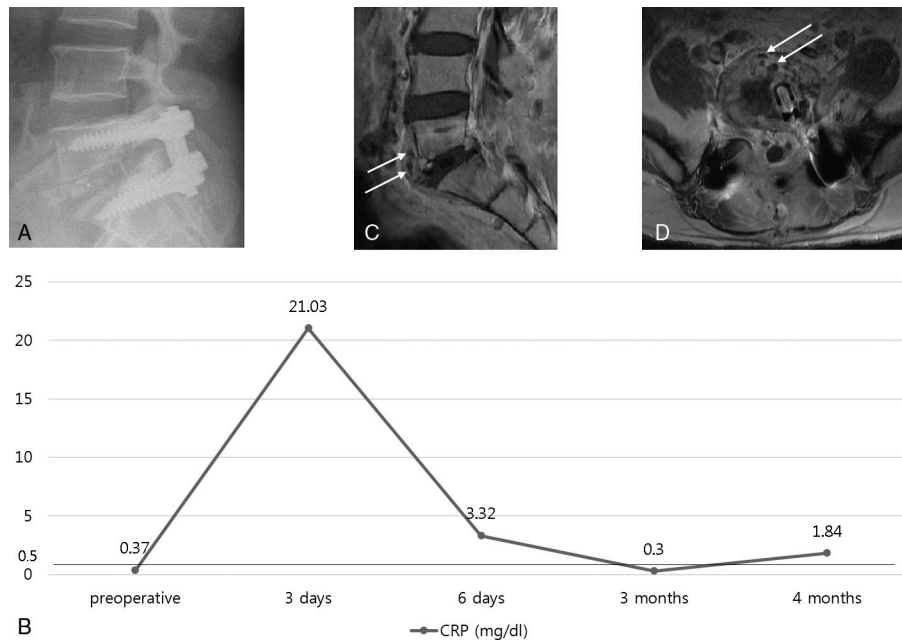 A
C
D
25
20
15
10
5
0.5
0
0.37
21.03
3.32
0.3
1.84
preoperative
3 days
6 days
3 months
4 months
B
CRP (mg/dl)